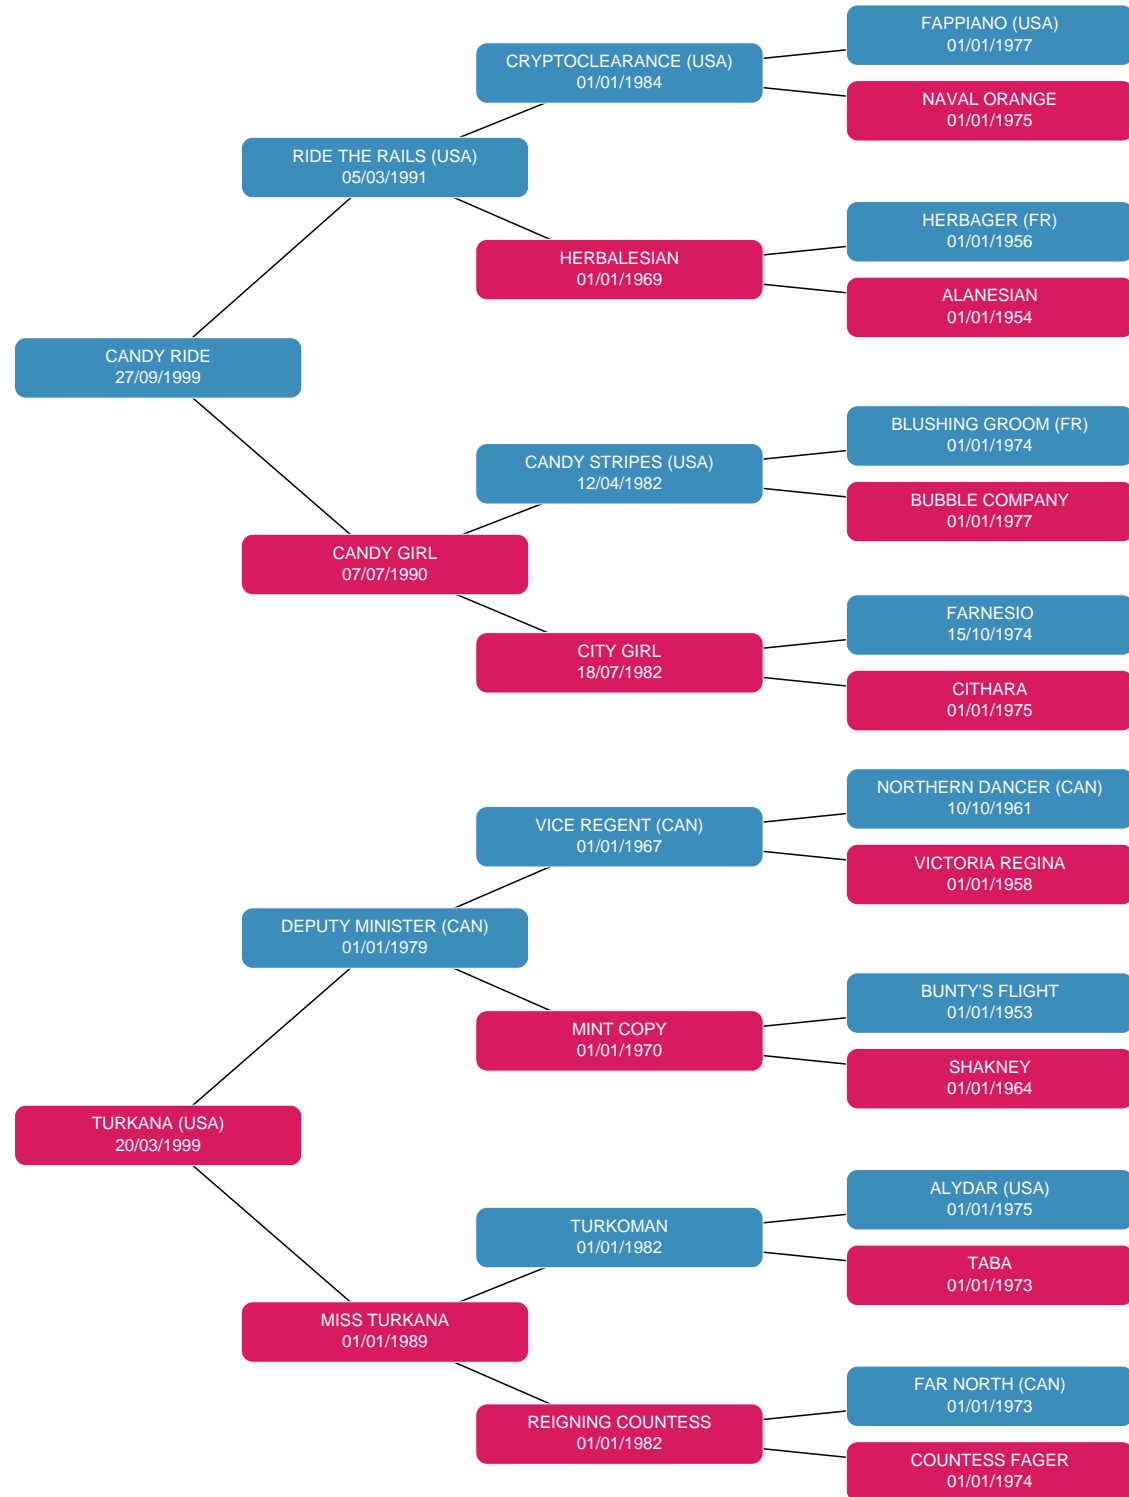 FAPPIANO (USA)
01/01/1977
CRYPTOCLEARANCE (USA)
01/01/1984
NAVAL ORANGE
01/01/1975
RIDE THE RAILS (USA)
05/03/1991
HERBAGER (FR)
01/01/1956
HERBALESIAN
01/01/1969
ALANESIAN
01/01/1954
CANDY RIDE
27/09/1999
BLUSHING GROOM (FR)
01/01/1974
CANDY STRIPES (USA)
12/04/1982
BUBBLE COMPANY
01/01/1977
CANDY GIRL
07/07/1990
FARNESIO
15/10/1974
CITY GIRL
18/07/1982
CITHARA
01/01/1975
NORTHERN DANCER (CAN)
10/10/1961
VICE REGENT (CAN)
01/01/1967
VICTORIA REGINA
01/01/1958
DEPUTY MINISTER (CAN)
01/01/1979
BUNTY'S FLIGHT
01/01/1953
MINT COPY
01/01/1970
SHAKNEY
01/01/1964
TURKANA (USA)
20/03/1999
ALYDAR (USA)
01/01/1975
TURKOMAN
01/01/1982
TABA
01/01/1973
MISS TURKANA
01/01/1989
FAR NORTH (CAN)
01/01/1973
REIGNING COUNTESS
01/01/1982
COUNTESS FAGER
01/01/1974